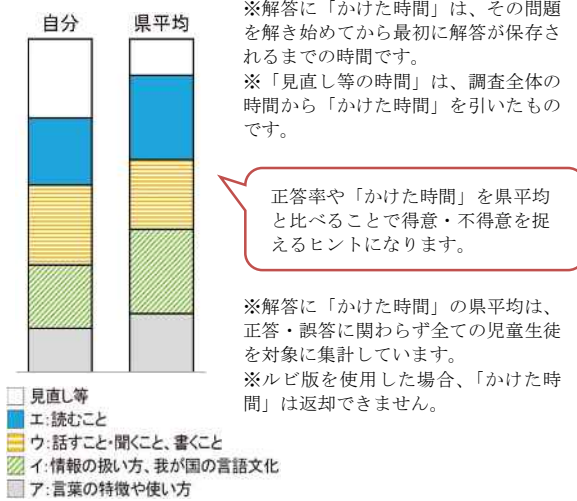 自分
県平均
※解答に「かけた時間」は、その問題
を解き始めてから最初に解答が保存さ
れるまでの時間です。
※「見直し等の時間」は、調査全体の
時間から「かけた時間」を引いたもの
です。
正答率や「かけた時間」を県平均
と比べることで得意・不得意を捉
えるヒントになります。
※解答に「かけた時間」の県平均は、
正答・誤答に関わらず全ての児童生徒
を対象に集計しています。
※ルビ版を使用した場合、「かけた時
間」は返却できません。
見直し等
エ:読むこと
ウ:話すこと・聞くこと、書くこと
イ:情報の扱い方、我が国の言語文化
ア:言葉の特徴や使い方